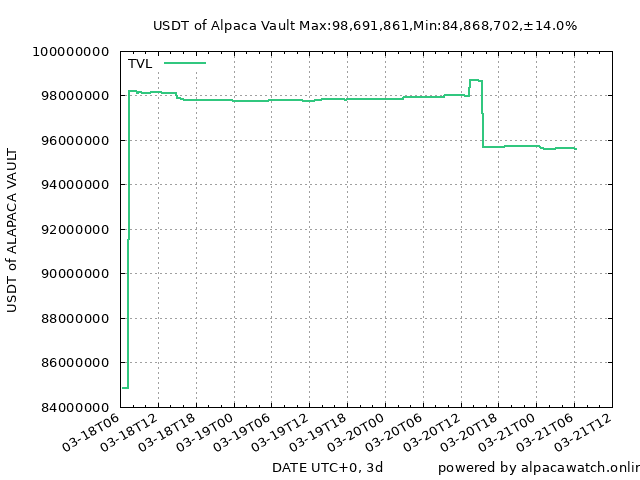 USDT of Alpaca Vault Max:98,691,861,Min:84,868,702,±14.0%
TVL
100000000
98000000
96000000
94000000
92000000
90000000
88000000
86000000
84000000
USDT of ALAPACA VAULT
03-18T06
03-18T12
03-18T18
03-19T00
03-19T06
03-19T12
03-19T18
03-20T00
03-20T06
03-20T12
03-20T18
03-21T00
03-21T06
03-21T12
DATE UTC+0, 3d
powered by alpacawatch.onlin